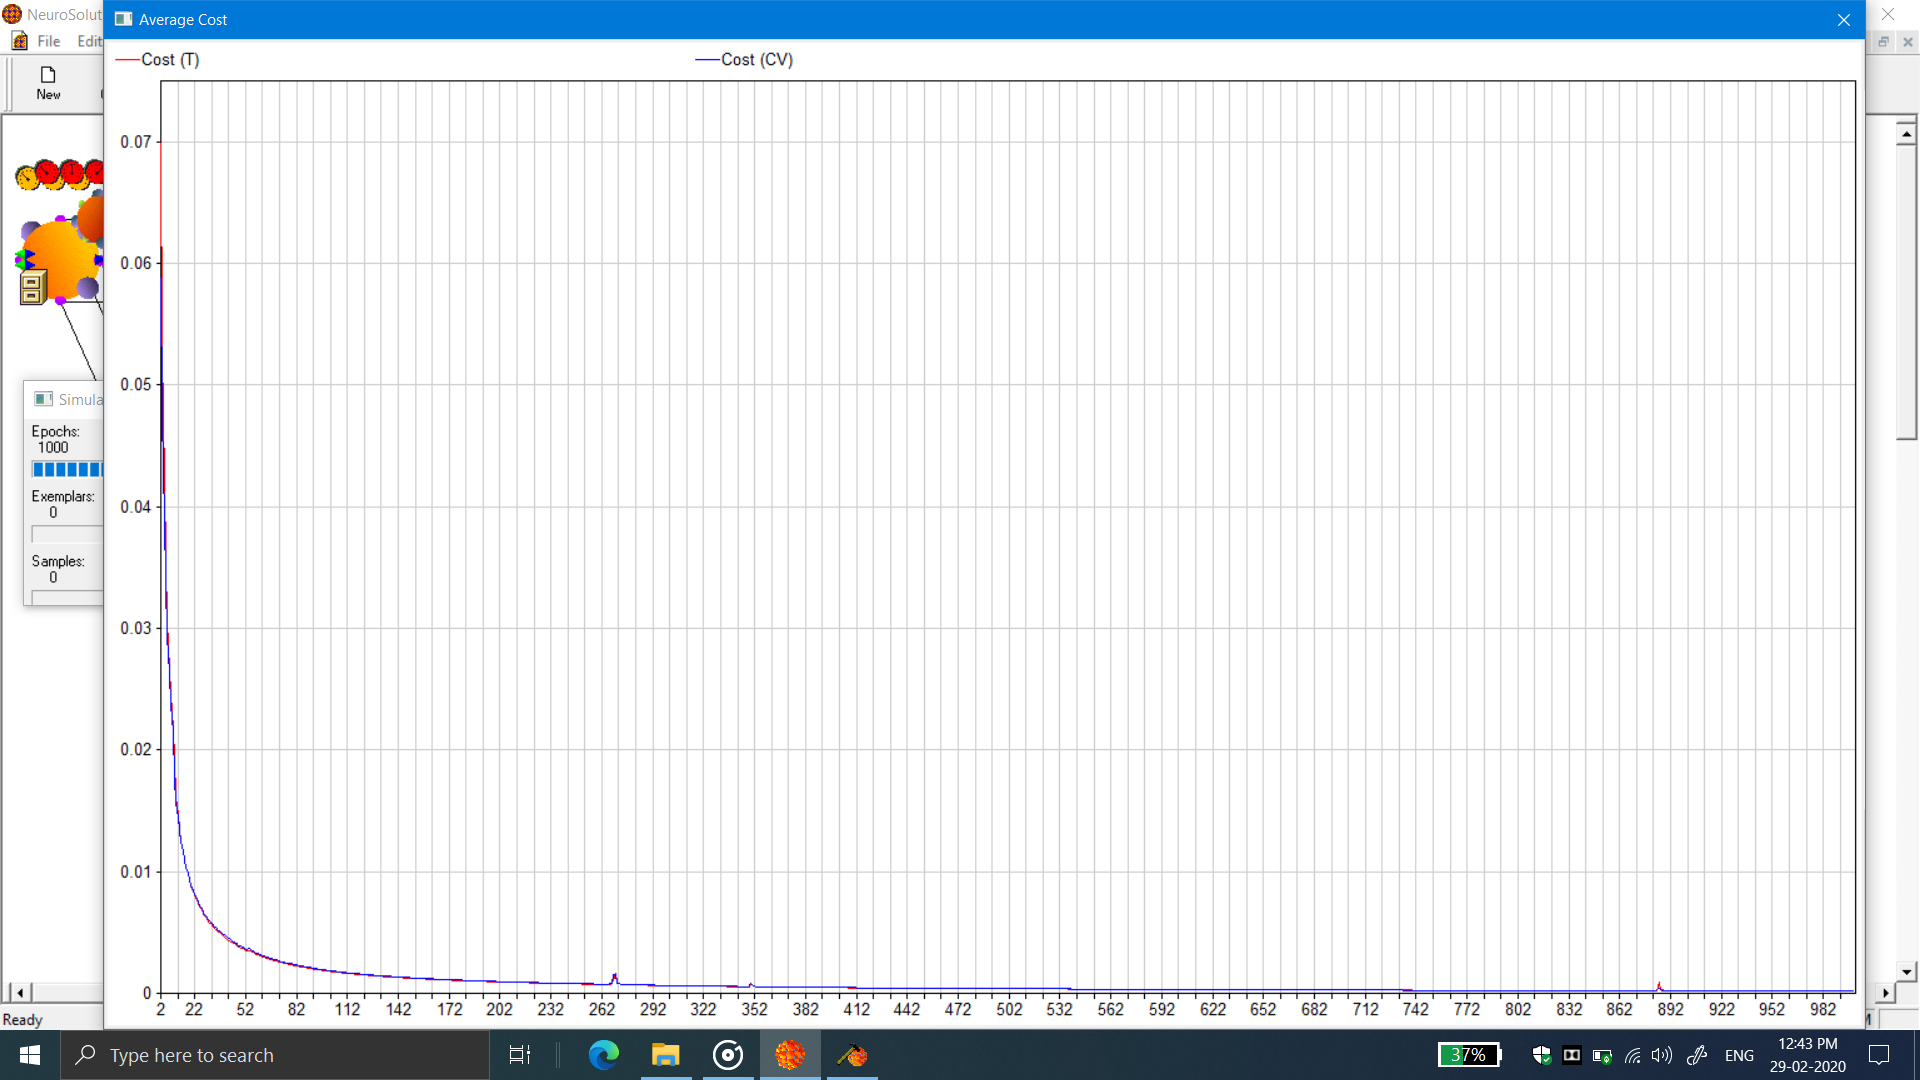 NeuroSolut
Average Cost
File Edit
New
Cost (T) Cost (CV)
0.07
0.06
0.05
0.04
0.03
0.02
0.01
0
2 22 52 82 112 142 172 202 232 262 292 322 352 382 412 442 472 502 532 562 592 622 652 682 712 742 772 802 832 862 892 922 952 982
Simula
Epochs:
1000
Exemplars:
0
Samples:
0
Ready
Type here to search
37%
ENG
12:43 PM
29-02-2020